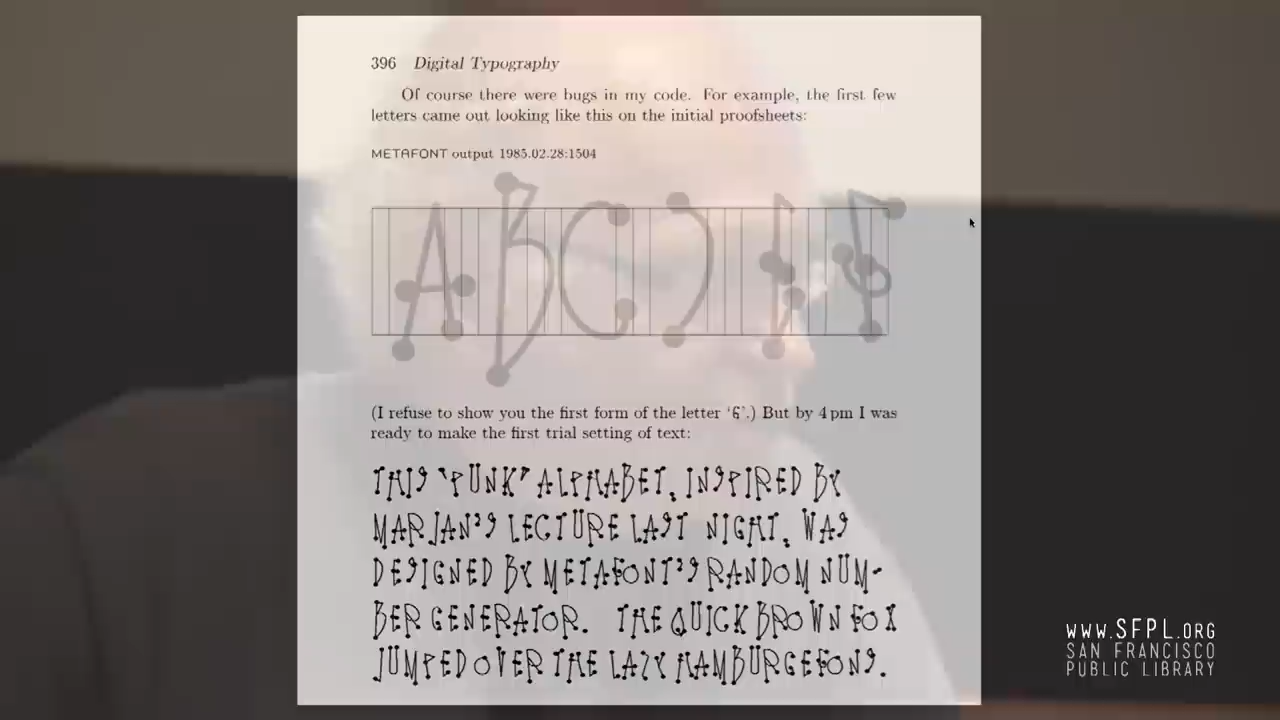 396 Digital Typography
Of course there were bugs in my code. For example, the first few
letters came out looking like this on the initial proofsheets:
METAFONT output 1985.02.28:1504
A B C D E F
(I refuse to show you the first form of the letter ‘G’.) But by 4 pm I was
ready to make the first trial setting of text:
THIS ‘PUNK’ ALPHABET, INSPIRED BY
MARJAN’S LECTURE LAST NIGHT, WAS
DESIGNED BY METAFONT’S RANDOM NUM-
BER GENERATOR. THE QUICK BROWN FOX
JUMPED OVER THE LAZY HAMBURGEFONS.
WWW.SFPL.ORG
SAN FRANCISCO
PUBLIC LIBRARY